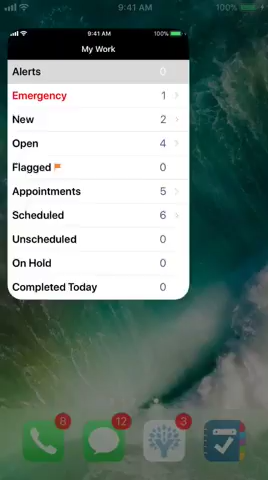 9:41 AM
100%
9:41 AM
100%
My Work
Alerts 0
Emergency 1
New 2
Open 4
Flagged 0
Appointments 5
Scheduled 6
Unscheduled 0
On Hold 0
Completed Today 0
8
12
3